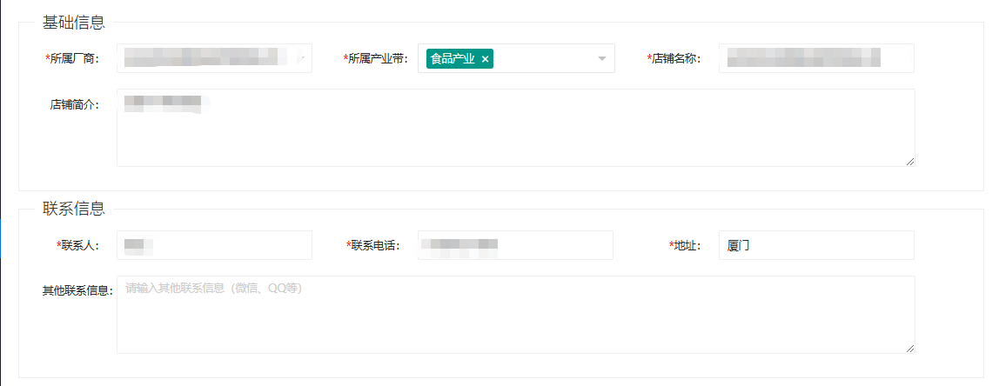 基础信息
*所属厂商： *所属产业带： 食品产业 × *店铺名称：
店铺简介：
联系信息
*联系人： *联系电话： *地址： 厦门
其他联系信息： 请输入其他联系信息（微信、QQ等）